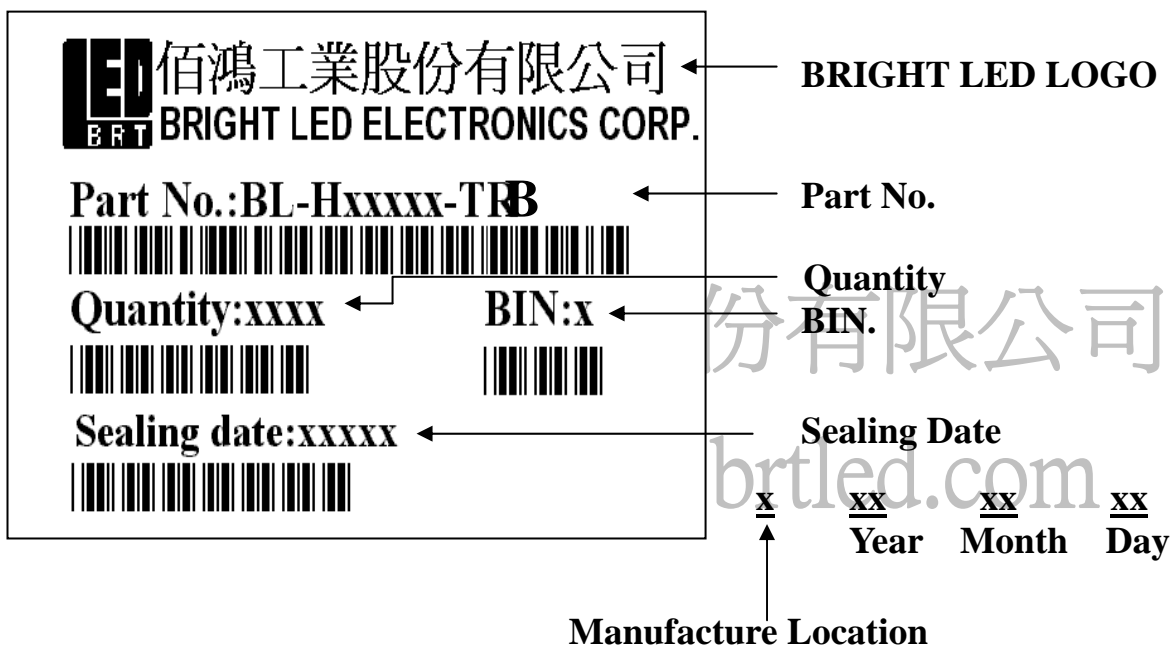 LED 佰鴻工業股份有限公司
BRT BRIGHT LED ELECTRONICS CORP.
BRIGHT LED LOGO
Part No.:BL-Hxxxxx-TRB
Part No.
Quantity:xxxx
BIN:x
Quantity
BIN.
份有限公司
Sealing date:xxxxx
Sealing Date
brtled.com
x xx xx xx
Year Month Day
Manufacture Location